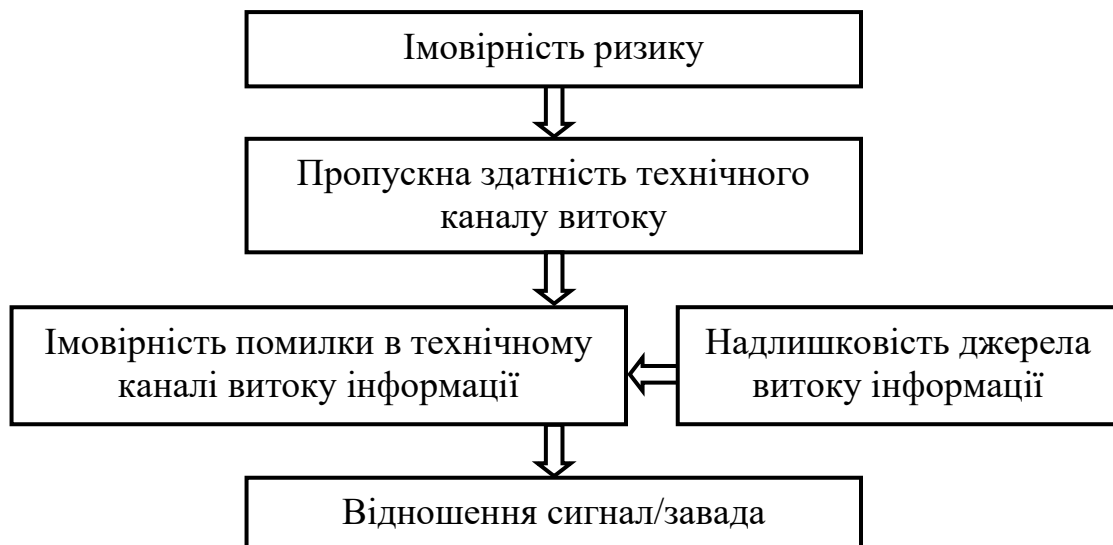 Імовірність ризику
Пропускна здатність технічного
каналу витоку
Імовірність помилки в технічному
каналі витоку інформації
Надлишковість джерела
витоку інформації
Відношення сигнал/завада